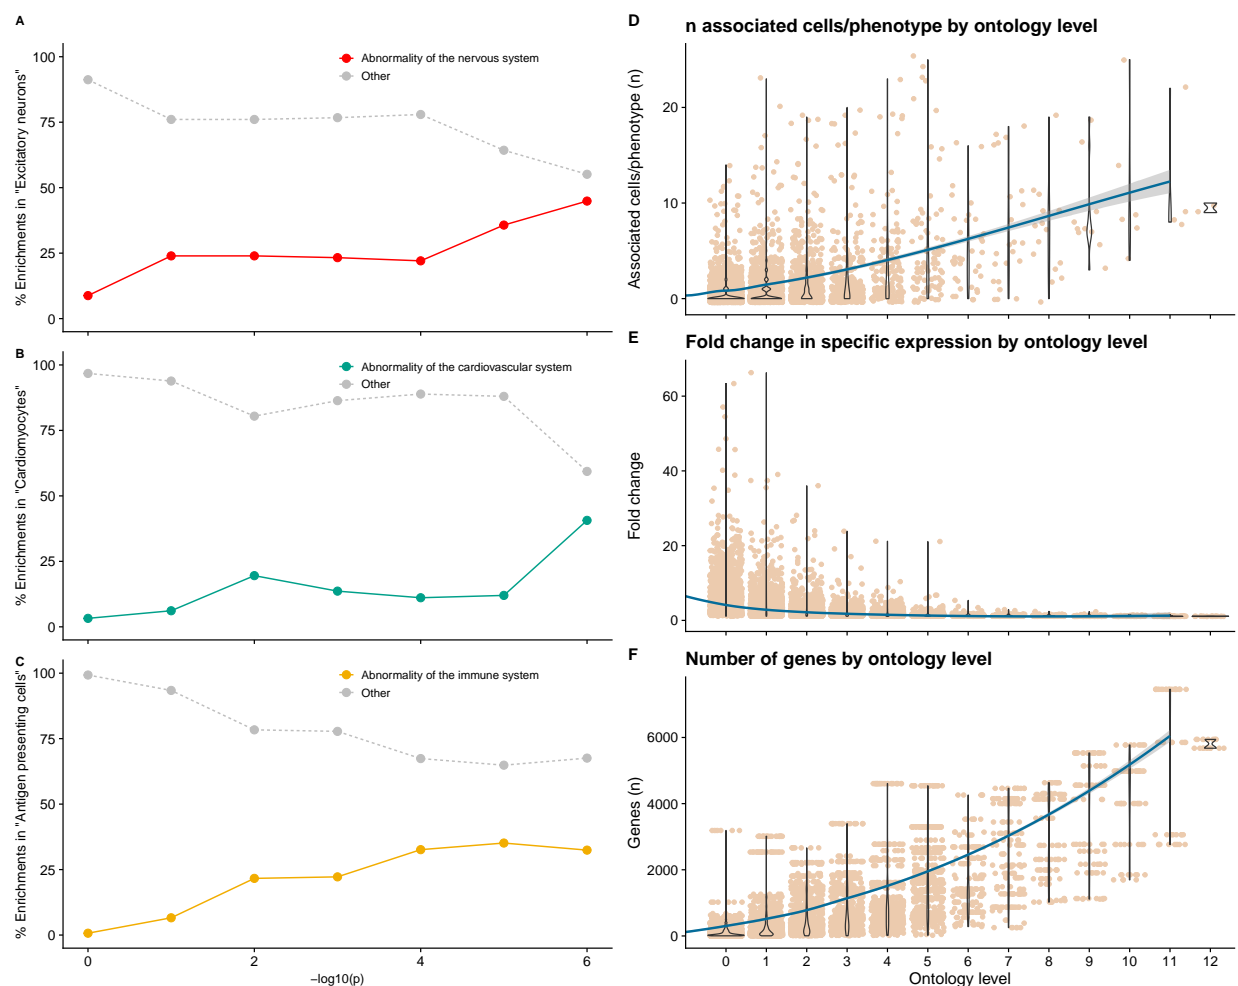 A
% Enrichments in "Excitatory neurons"
100
75
50
25
0
Abnormality of the nervous system
Other
B
% Enrichments in "Cardiomyocytes"
100
75
50
25
0
Abnormality of the cardiovascular system
Other
C
% Enrichments in "Antigen presenting cells"
100
75
50
25
0
Abnormality of the immune system
Other
0 2 4 6
−log10(p)
D
n associated cells/phenotype by ontology level
Associated cells/phenotype (n)
20
10
0
E
Fold change in specific expression by ontology level
Fold change
60
40
20
0
F
Number of genes by ontology level
Genes (n)
6000
4000
2000
0
0 1 2 3 4 5 6 7 8 9 10 11 12
Ontology level